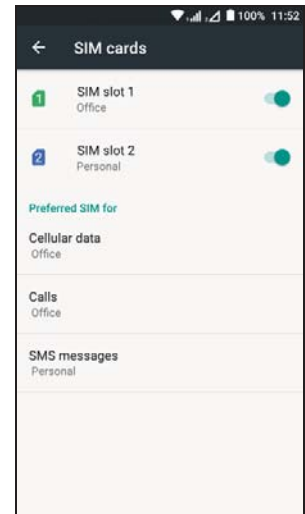 100% 11:52
SIM cards
1
SIM slot 1
Office
2
SIM slot 2
Personal
Preferred SIM for
Cellular data
Office
Calls
Office
SMS messages
Personal